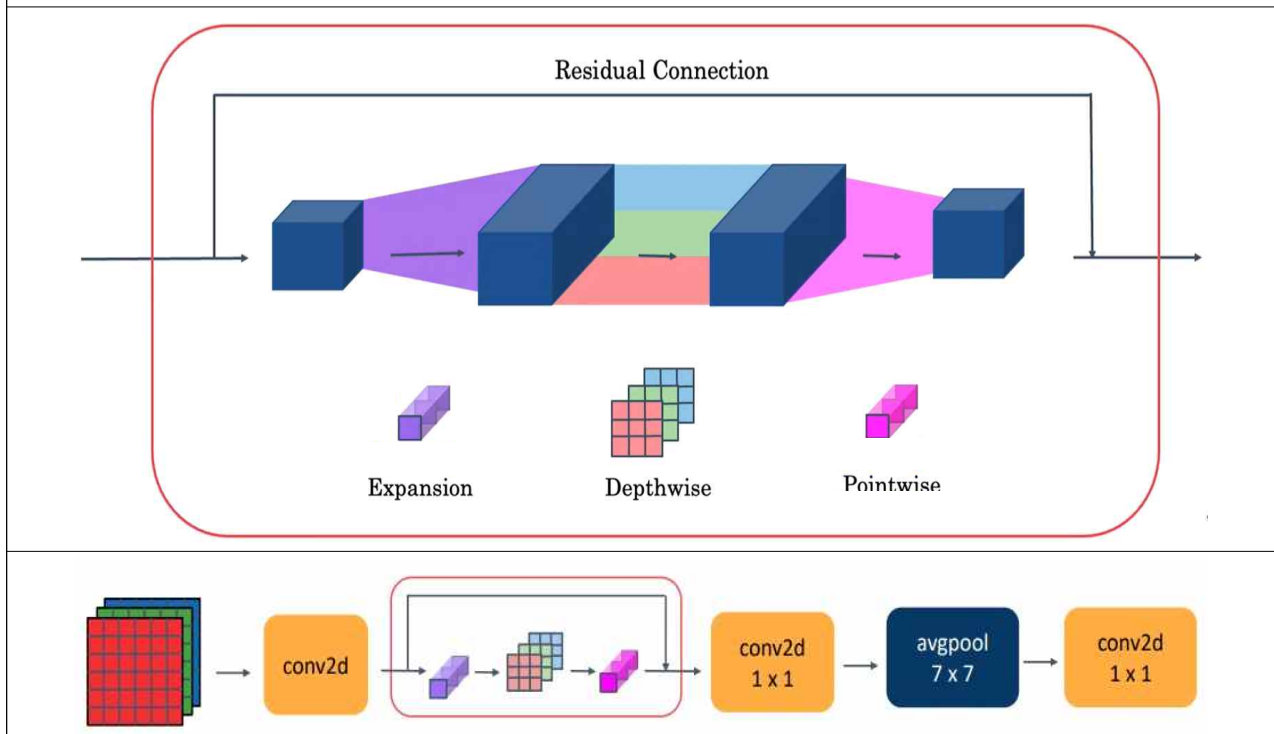 Residual Connection
Expansion
Depthwise
Pointwise
conv2d
conv2d
1 x 1
avgpool
7 x 7
conv2d
1 x 1